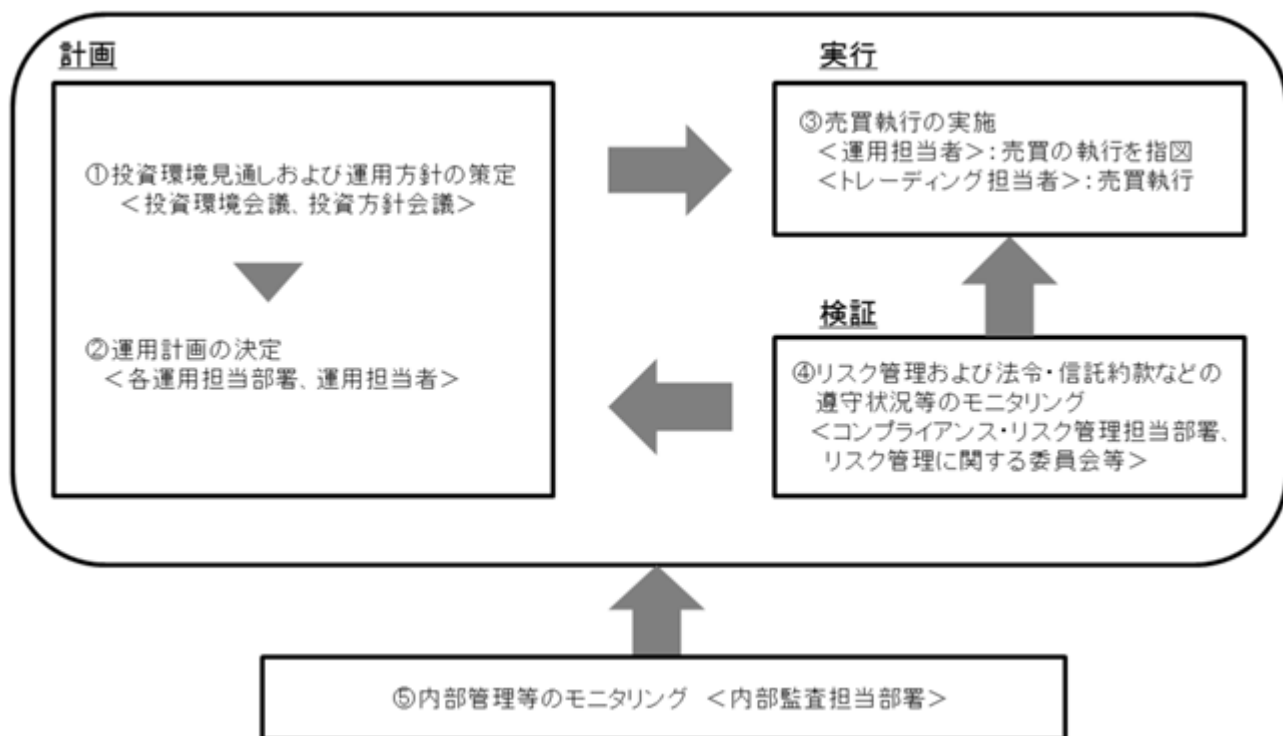 計画
①投資環境見通しおよび運用方針の策定
<投資環境会議、投資方針会議>
②運用計画の決定
<各運用担当部署、運用担当者>
実行
③売買執行の実施
<運用担当者>:売買の執行を指図
<トレーディング担当者>:売買執行
検証
④リスク管理および法令・信託約款などの
遵守状況等のモニタリング
<コンプライアンス・リスク管理担当部署、
リスク管理に関する委員会等>
⑤内部管理等のモニタリング <内部監査担当部署>